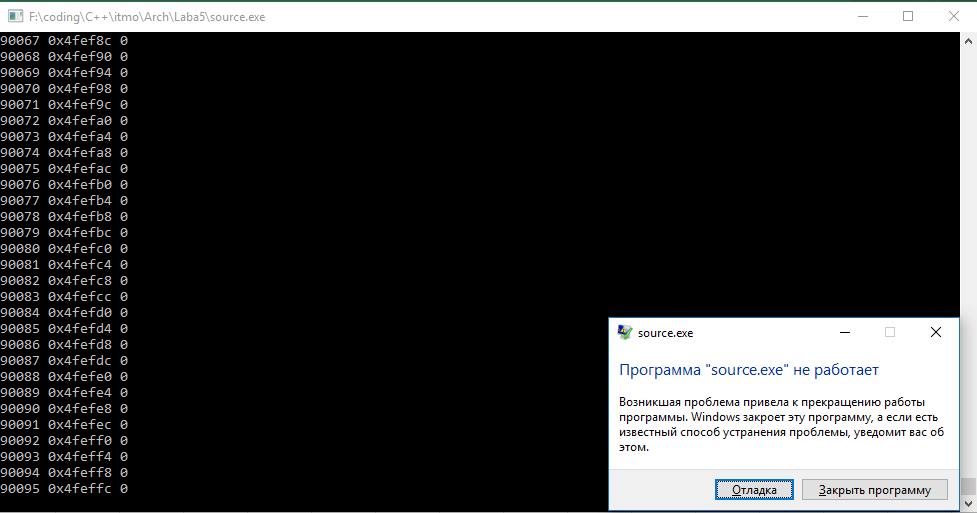 F:\coding\C++\itmo\Arch\Laba5\source.exe
90067 0x4fef8c 0
90068 0x4fef90 0
90069 0x4fef94 0
90070 0x4fef98 0
90071 0x4fef9c 0
90072 0x4fefa0 0
90073 0x4fefa4 0
90074 0x4fefa8 0
90075 0x4fefac 0
90076 0x4fefb0 0
90077 0x4fefb4 0
90078 0x4fefb8 0
90079 0x4fefbc 0
90080 0x4fefc0 0
90081 0x4fefc4 0
90082 0x4fefc8 0
90083 0x4fefcc 0
90084 0x4fefd0 0
90085 0x4fefd4 0
90086 0x4fefd8 0
90087 0x4fefdc 0
90088 0x4fefe0 0
90089 0x4fefe4 0
90090 0x4fefe8 0
90091 0x4fefec 0
90092 0x4feff0 0
90093 0x4feff4 0
90094 0x4feff8 0
90095 0x4feffc 0
source.exe
Программа "source.exe" не работает
Возникшая проблема привела к прекращению работы
программы. Windows закроет эту программу, а если есть
известный способ устранения проблемы, уведомит вас об
этом.
Отладка
Закрыть программу